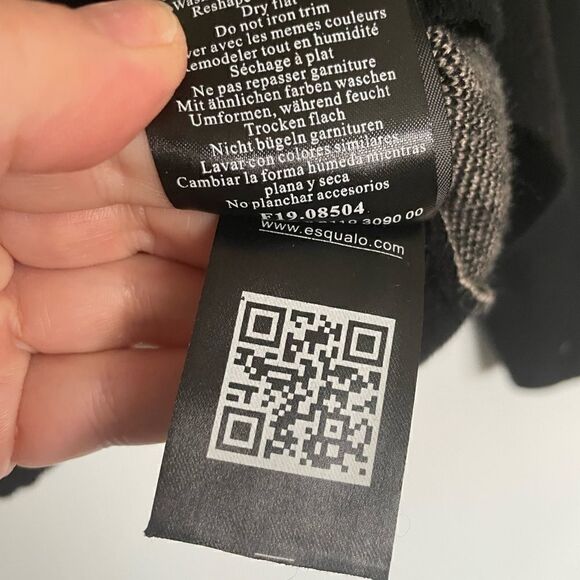 Reshape
Dry flat
Do not iron trim
avec les memes couleurs
Remodeler tout en humidité
Séchage à plat
Ne pas repasser garniture
Mit ähnlichen farben waschen
Umformen, während feucht
Trocken flach
Nicht bügeln garnituren
Lavar con colores similares
Cambiar la forma humeda mientras
plana y seca
No planchar accesorios
F19.08504
3090 00
www.esqualo.com